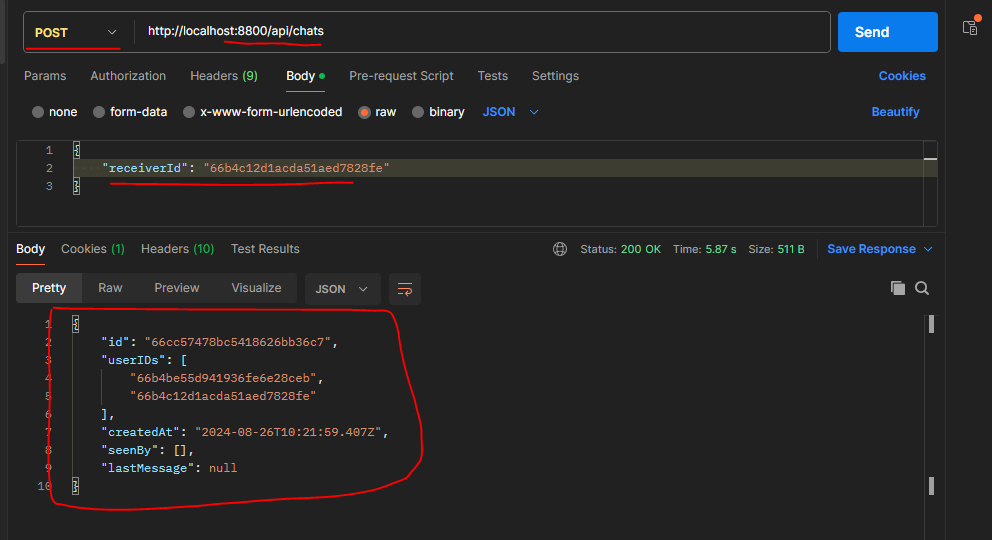 POST http://localhost:8800/api/chats Send
Params Authorization Headers (9) Body Pre-request Script Tests Settings Cookies
none form-data x-www-form-urlencoded raw binary JSON Beautify
1 {
2 "receiverId": "66b4c12d1acda51aed7828fe"
3 }
Body Cookies (1) Headers (10) Test Results Status: 200 OK Time: 5.87 s Size: 511 B Save Response
Pretty Raw Preview Visualize JSON
1 {
2 "id": "66cc57478bc5418626bb36c7",
3 "userIDs": [
4 "66b4be55d941936fe6e28ceb",
5 "66b4c12d1acda51aed7828fe"
6 ],
7 "createdAt": "2024-08-26T10:21:59.407Z",
8 "seenBy": [],
9 "lastMessage": null
10 }